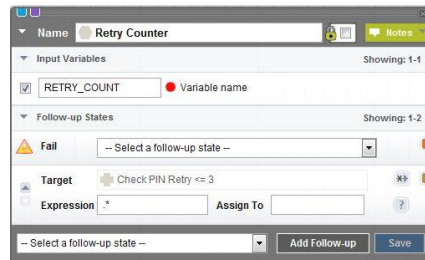 Name Retry Counter Notes
Input Variables Showing: 1-1
RETRY_COUNT Variable name
Follow-up States Showing: 1-2
Fail -- Select a follow-up state --
Target Check PIN Retry <= 3
Expression .* Assign To ?
-- Select a follow-up state -- Add Follow-up Save